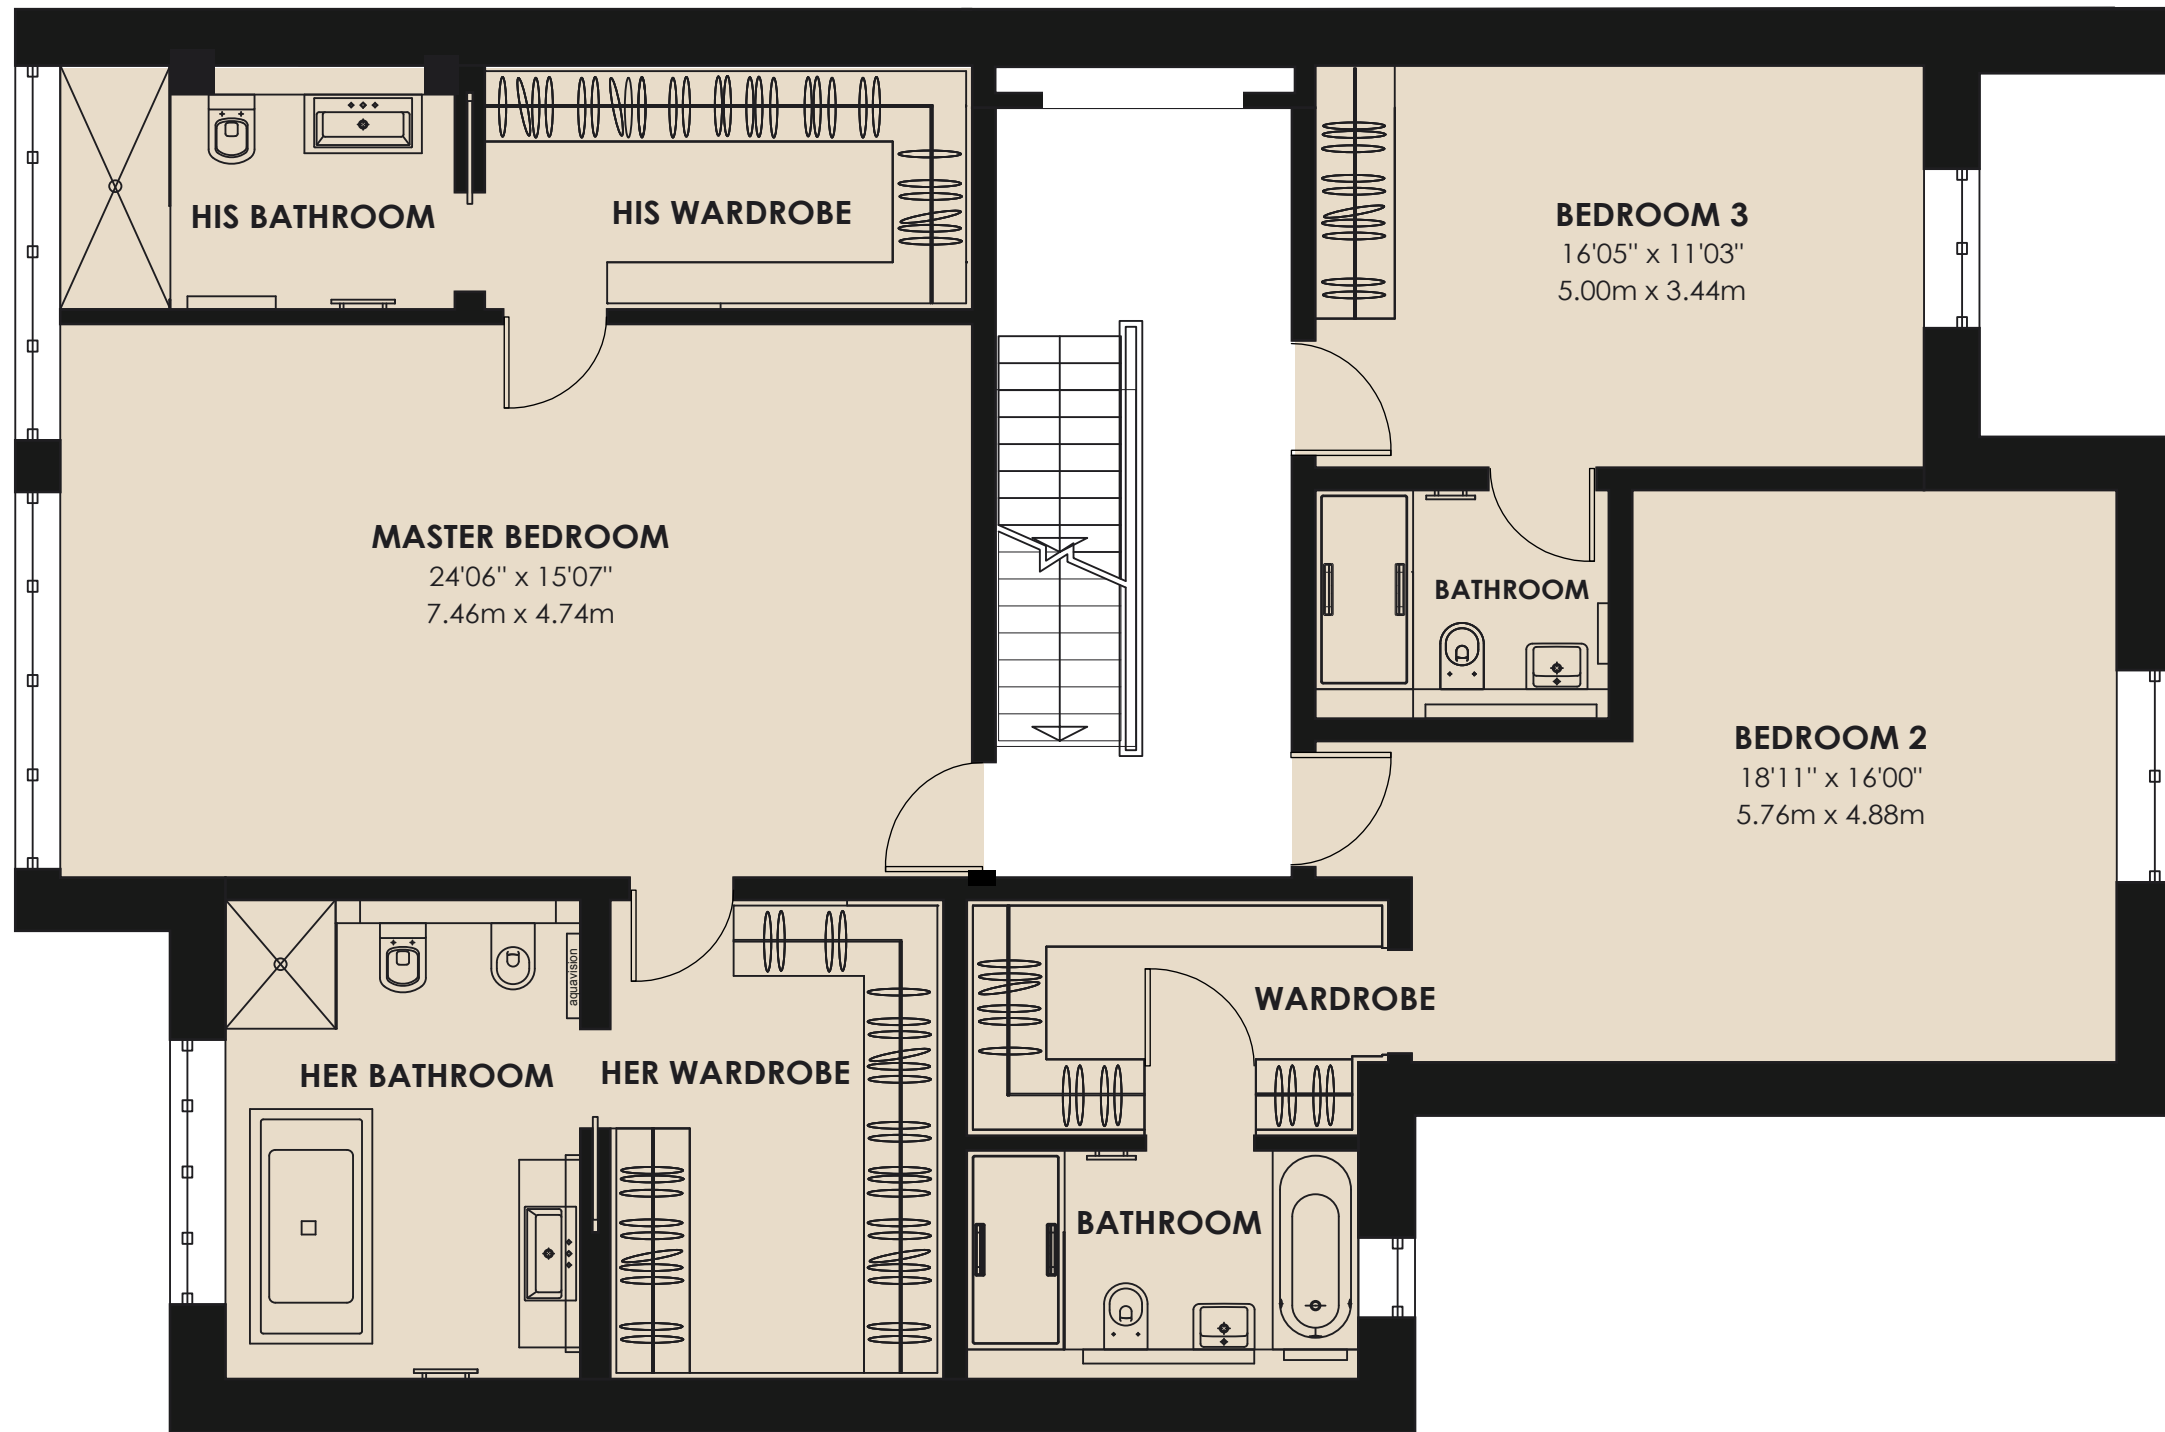 HIS BATHROOM
HIS WARDROBE
BEDROOM 3
16'05" x 11'03"
5.00m x 3.44m
MASTER BEDROOM
24'06" x 15'07"
7.46m x 4.74m
BATHROOM
BEDROOM 2
18'11" x 16'00"
5.76m x 4.88m
aquavision
HER BATHROOM
HER WARDROBE
WARDROBE
BATHROOM